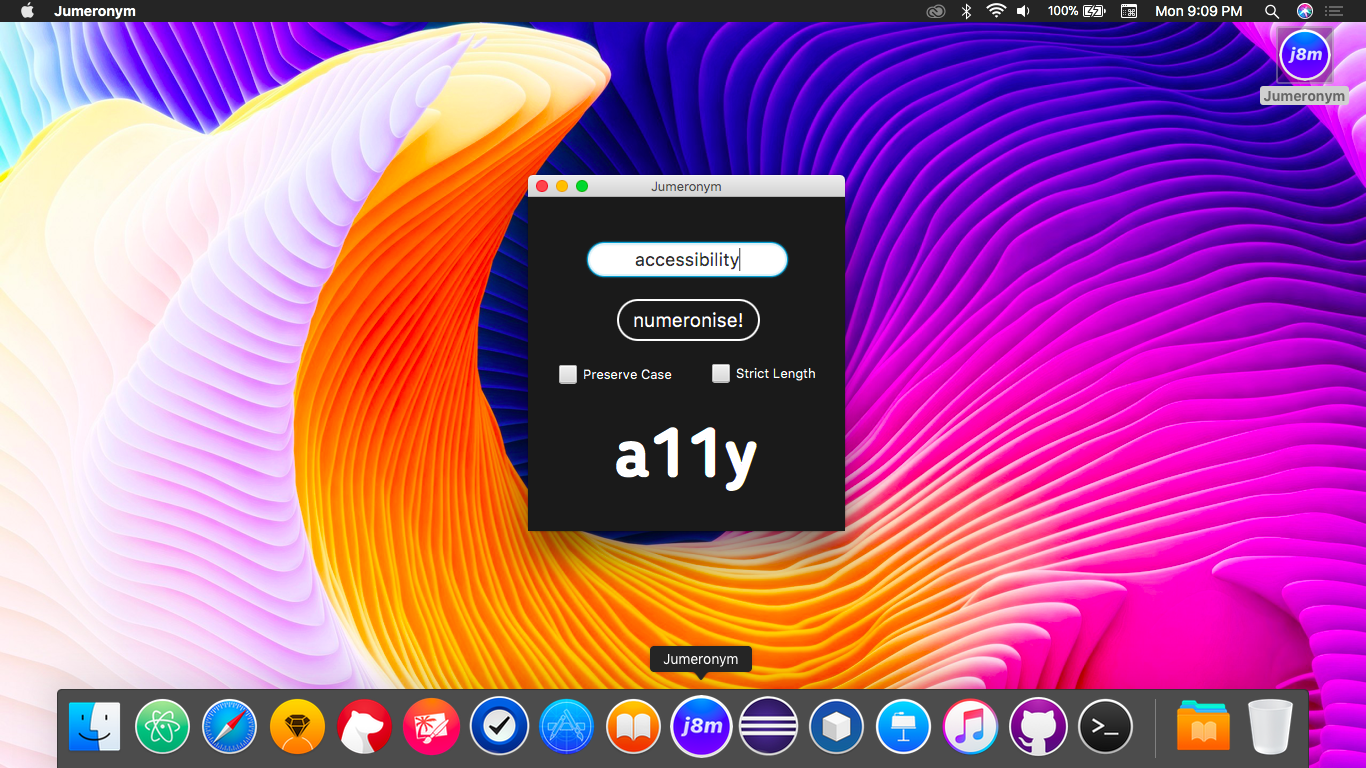 Jumeronym
100%
Mon 9:09 PM
j8m
Jumeronym
Jumeronym
accessibility
numeronise!
Preserve Case
Strict Length
a11y
Jumeronym
j8m
>_